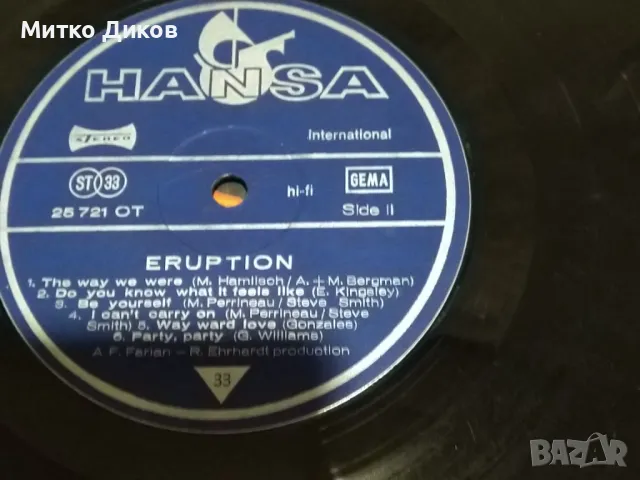 Митко Диков
HANSA
STEREO
International
ST 33
hi-fi
GEMA
25 721 OT
Side II
ERUPTION
1. The way we were (M. Hamlisch/A. + M. Bergman)
2. Do you know what it feels like (E. Kingsley)
3. Be yourself (M. Perrineau/Steve Smith)
4. I can't carry on (M. Perrineau/Steve
Smith) 5. Way ward love (Gonzales)
6. Party, party (G. Williams)
A F. Farian – R. Ehrhardt production
33
BAZAR
bg